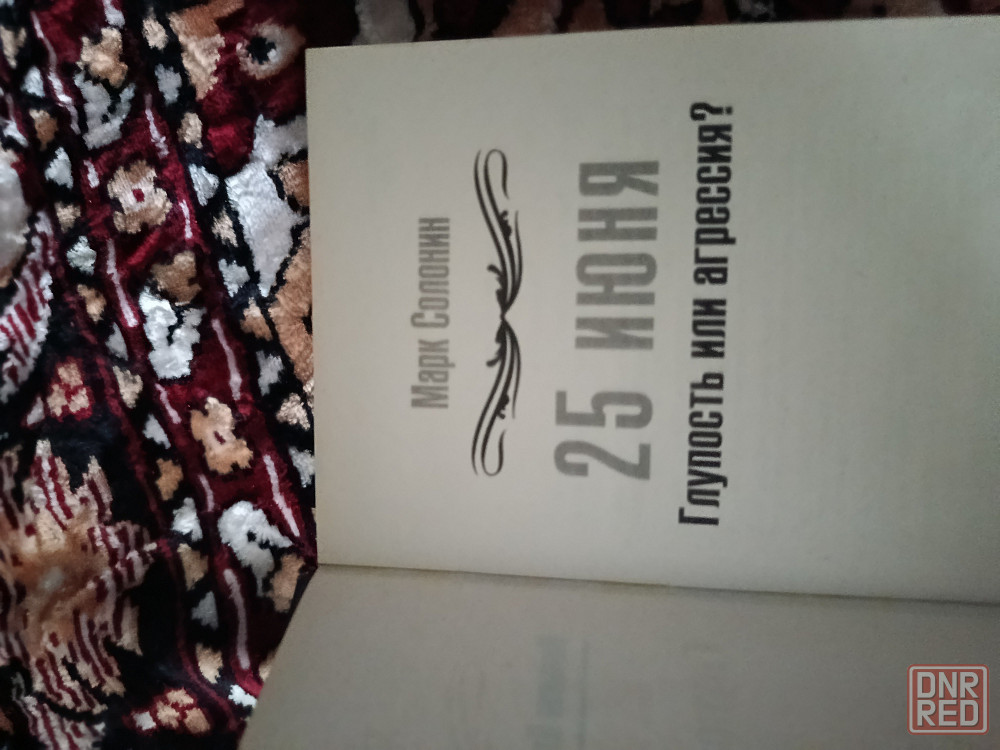 Марк Солонин
25 июня
Глупость или агрессия?
DNR
RED